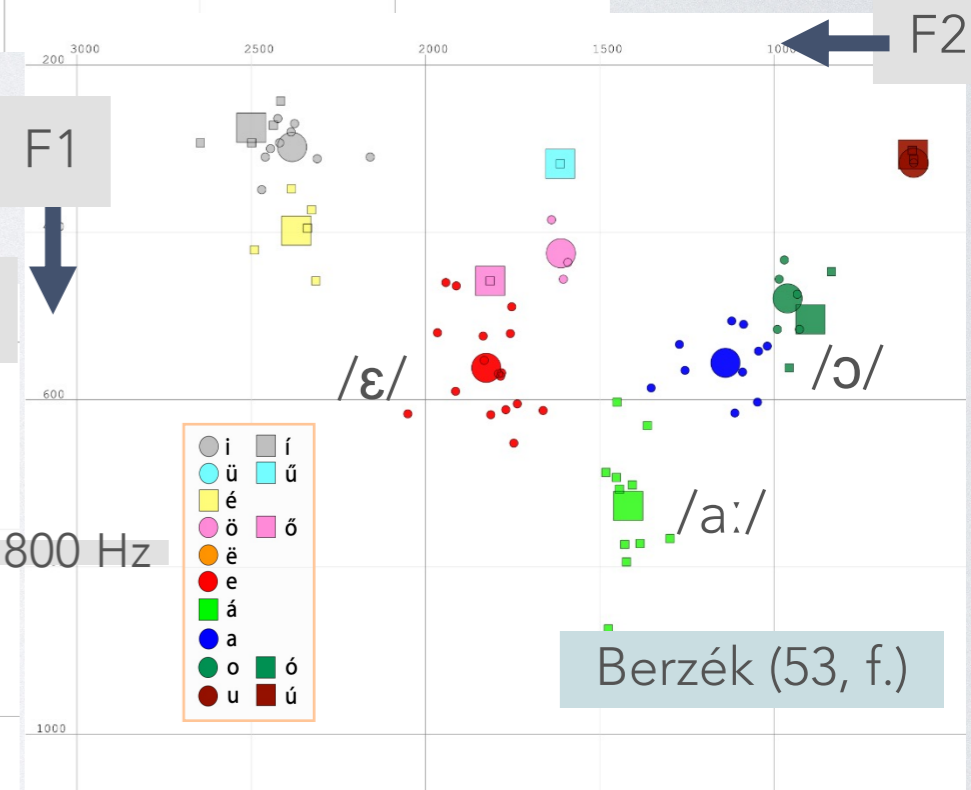 F2
3000 2500 2000 1500 1000
200
F1
/ɛ/
/ɔ/
600
i í
ü ű
é
ö ő
ë
e
á
a
o ó
u ú
/aː/
800 Hz
Berzék (53, f.)
1000